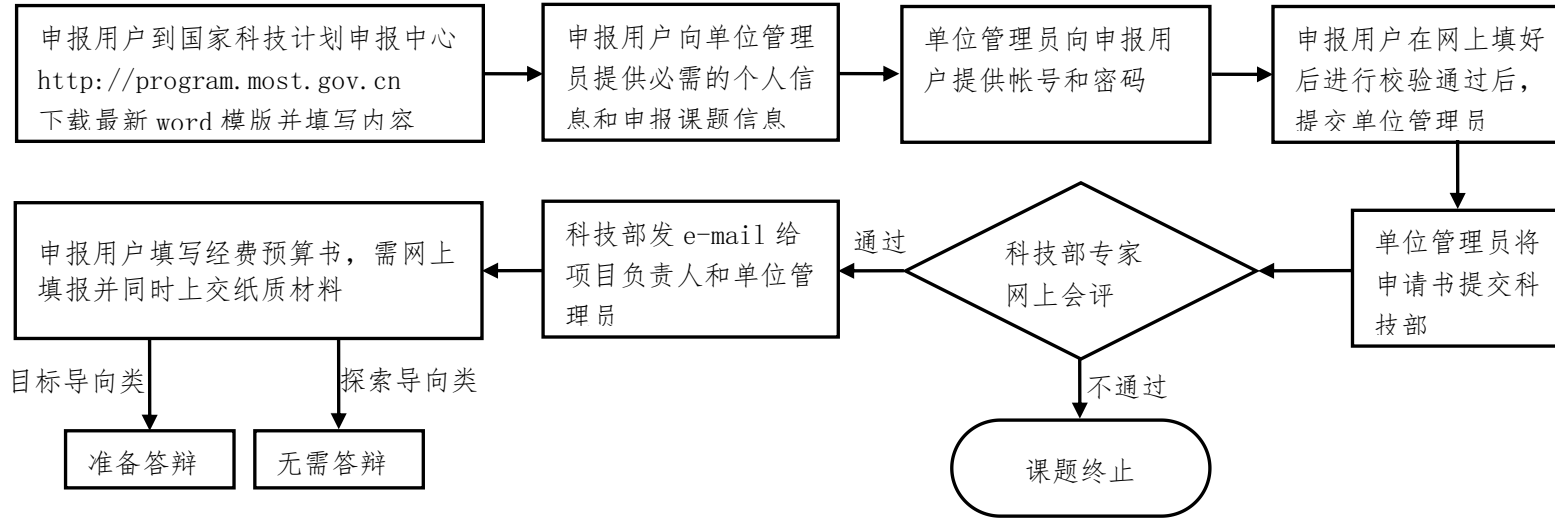 申报用户到国家科技计划申报中心
http://program.most.gov.cn
下载最新 word 模版并填写内容
申报用户向单位管理
员提供必需的个人信
息和申报课题信息
单位管理员向申报用
户提供帐号和密码
申报用户在网上填好
后进行校验通过后，
提交单位管理员
单位管理员将
申请书提交科
技部
科技部专家
网上会评
通过
不通过
课题终止
科技部发 e-mail 给
项目负责人和单位管
理员
申报用户填写经费预算书，需网上
填报并同时上交纸质材料
目标导向类
探索导向类
准备答辩
无需答辩